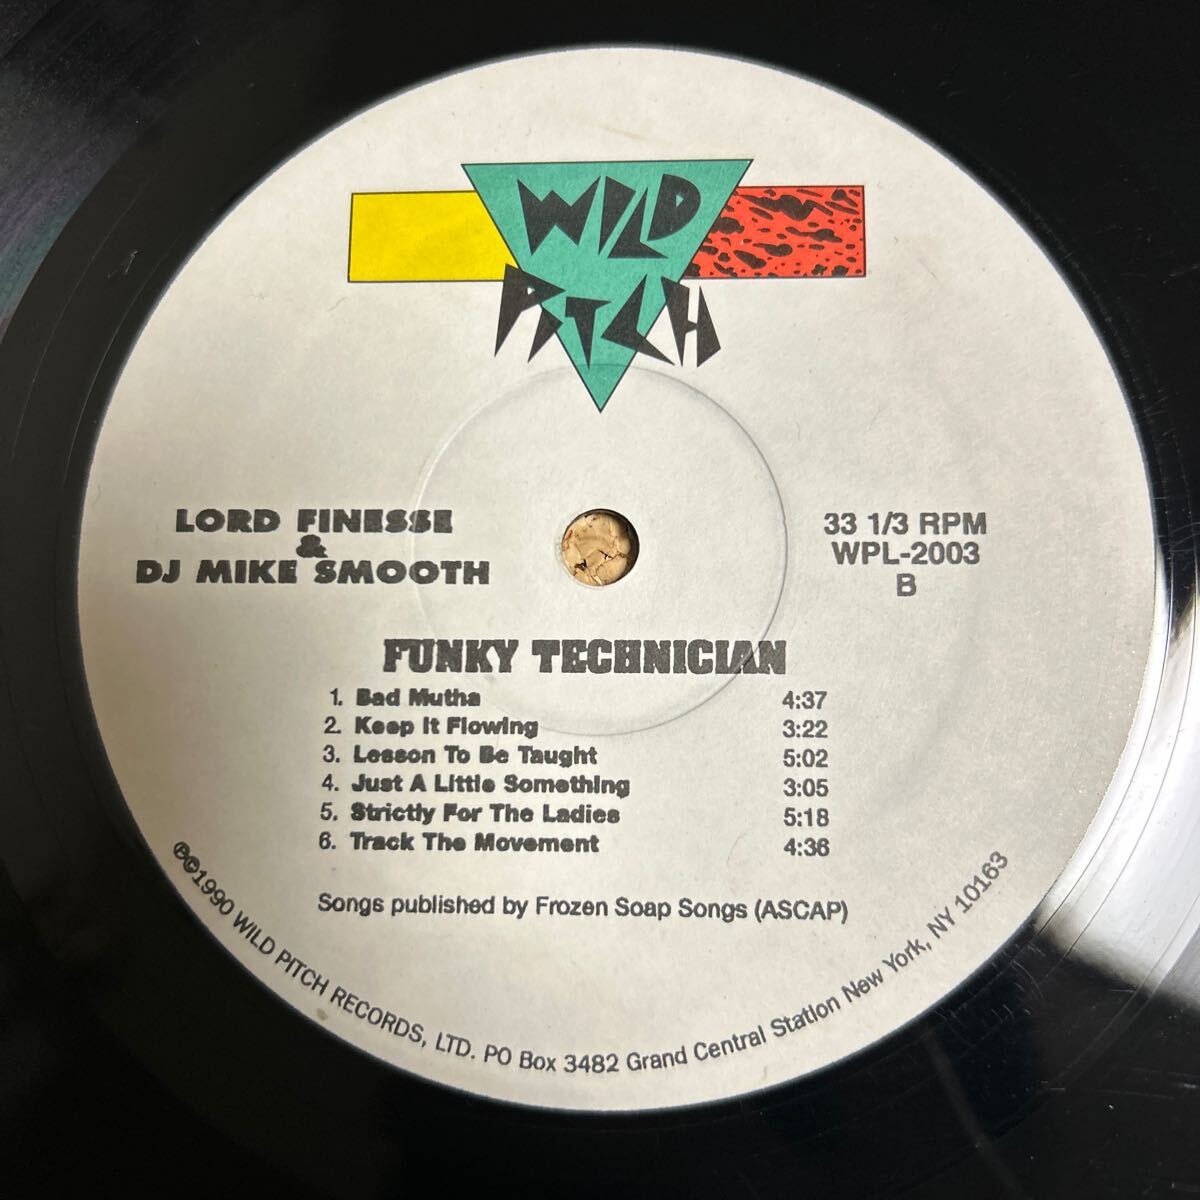 WILD
PITCH
LORD FINESSE
&
DJ MIKE SMOOTH
33 1/3 RPM
WPL-2003
B
FUNKY TECHNICIAN
1. Bad Mutha 4:37
2. Keep It Flowing 3:22
3. Lesson To Be Taught 5:02
4. Just A Little Something 3:05
5. Strictly For The Ladies 5:18
6. Track The Movement 4:36
Songs published by Frozen Soap Songs (ASCAP)
℗©1990 WILD PITCH RECORDS, LTD. PO Box 3482 Grand Central Station New York, NY 10163